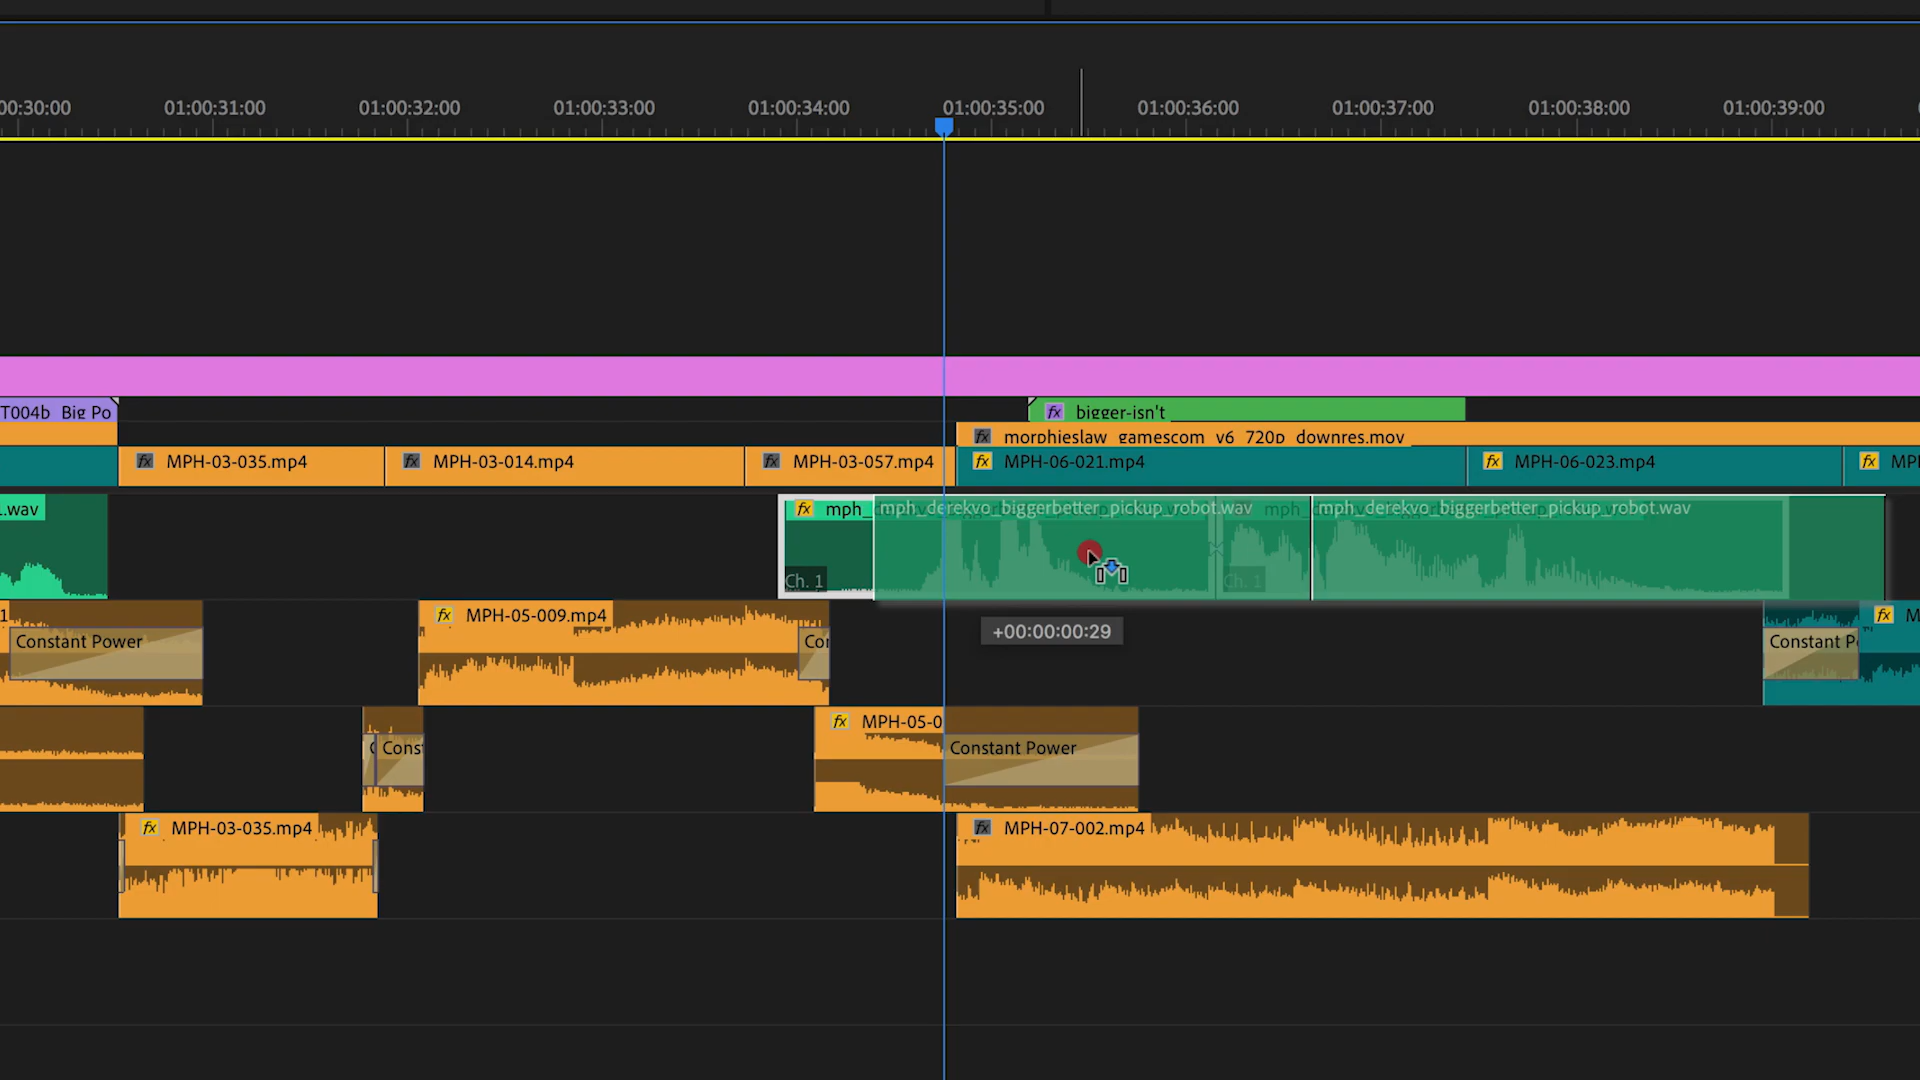 00:30:00 01:00:31:00 01:00:32:00 01:00:33:00 01:00:34:00 01:00:35:00 01:00:36:00 01:00:37:00 01:00:38:00 01:00:39:00
T004b_Big Po fx bigger-isn't
fx morphieslaw_gamescom_v6_720p_downres.mov
fx MPH-03-035.mp4 fx MPH-03-014.mp4 fx MPH-03-057.mp4 fx MPH-06-021.mp4 fx MPH-06-023.mp4 fx MP
.wav fx mph_ mph_derekvo_biggerbetter_pickup_robot.wav mph_d mph_derekvo_biggerbetter_pickup_robot.wav
Ch. 1 Ch. 1
1 fx MPH-05-009.mp4 fx M
Constant Power Cor +00:00:00:29 Constant P
fx MPH-05-0
Const Constant Power
fx MPH-03-035.mp4 fx MPH-07-002.mp4